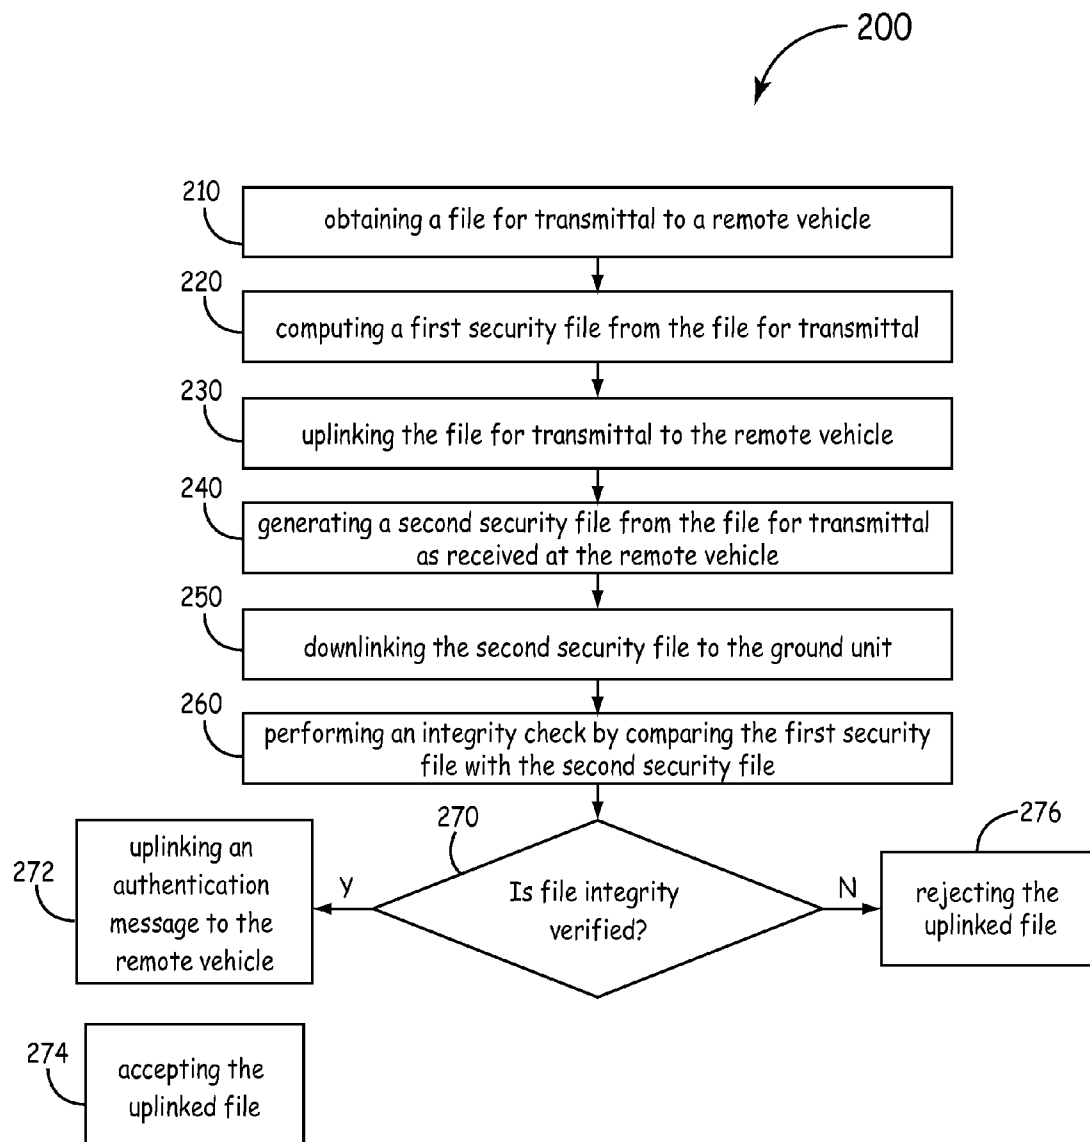 200
210
obtaining a file for transmittal to a remote vehicle
220
computing a first security file from the file for transmittal
230
uplinking the file for transmittal to the remote vehicle
240
generating a second security file from the file for transmittal
as received at the remote vehicle
250
downlinking the second security file to the ground unit
260
performing an integrity check by comparing the first security
file with the second security file
270
Is file integrity
verified?
Y
N
272
uplinking an
authentication
message to the
remote vehicle
276
rejecting the
uplinked file
274
accepting the
uplinked file